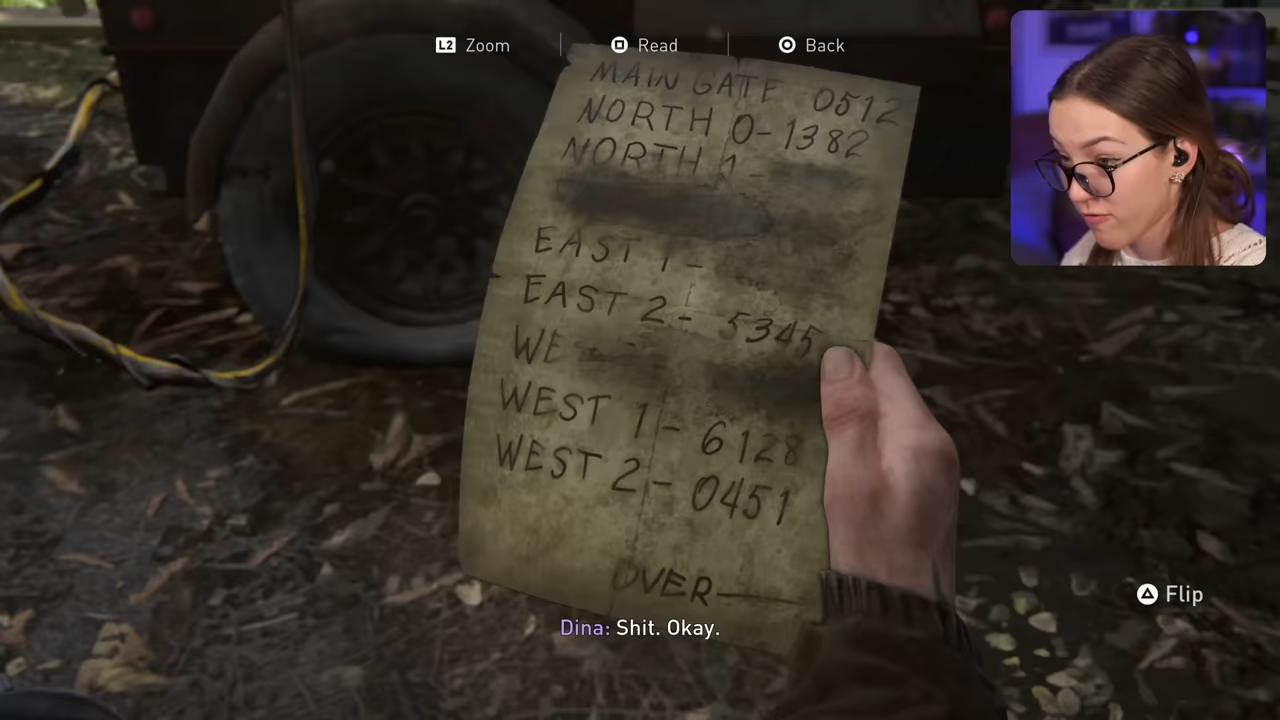 L2 Zoom Read Back
MAIN GATE 0512
NORTH 0-1382
NORTH 1-
EAST 1-
EAST 2- 5345
WE
WEST 1- 6128
WEST 2- 0451
OVER
Flip
Dina: Shit. Okay.